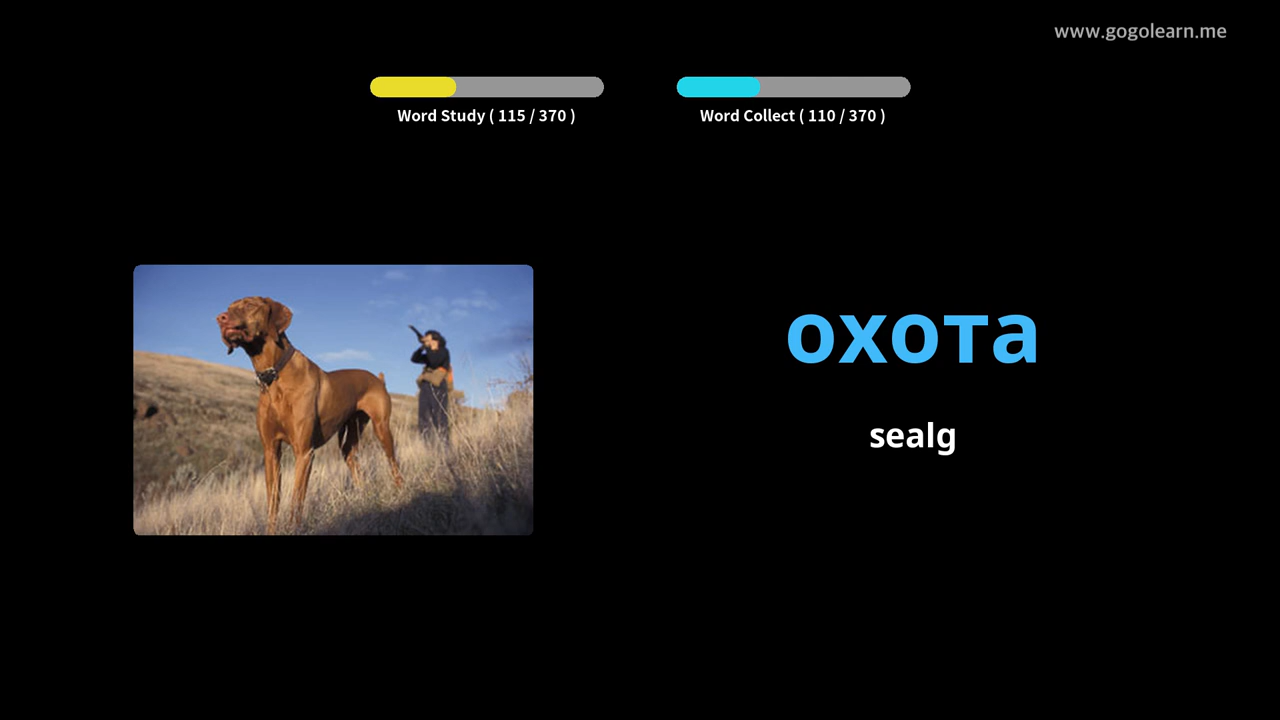 www.gogolearn.me
Word Study ( 115 / 370 )
Word Collect ( 110 / 370 )
охота
sealg